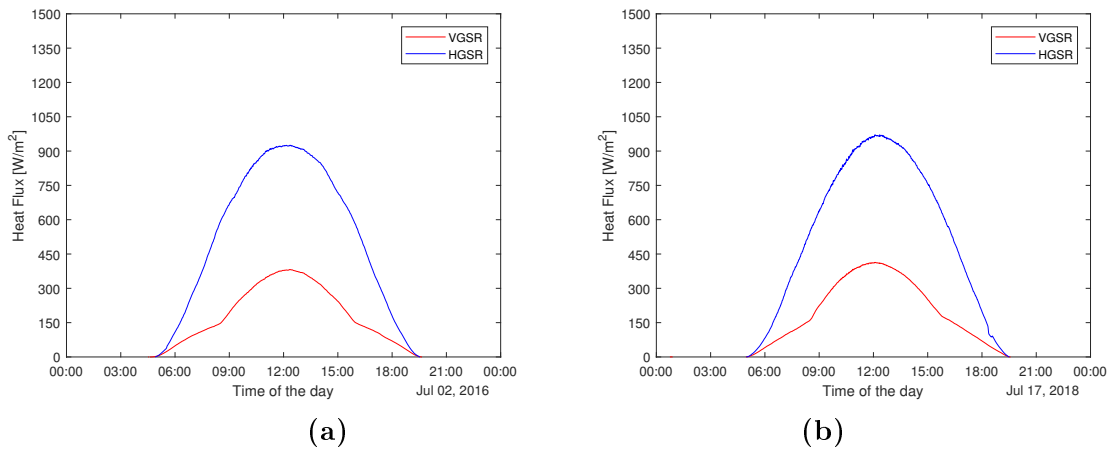 1500
1350
1200
1050
900
750
600
450
300
150
0
Heat Flux [W/m²]
VGSR
HGSR
00:00 03:00 06:00 09:00 12:00 15:00 18:00 21:00 00:00
Time of the day
Jul 02, 2016
(a)
1500
1350
1200
1050
900
750
600
450
300
150
0
Heat Flux [W/m²]
VGSR
HGSR
00:00 03:00 06:00 09:00 12:00 15:00 18:00 21:00 00:00
Time of the day
Jul 17, 2018
(b)